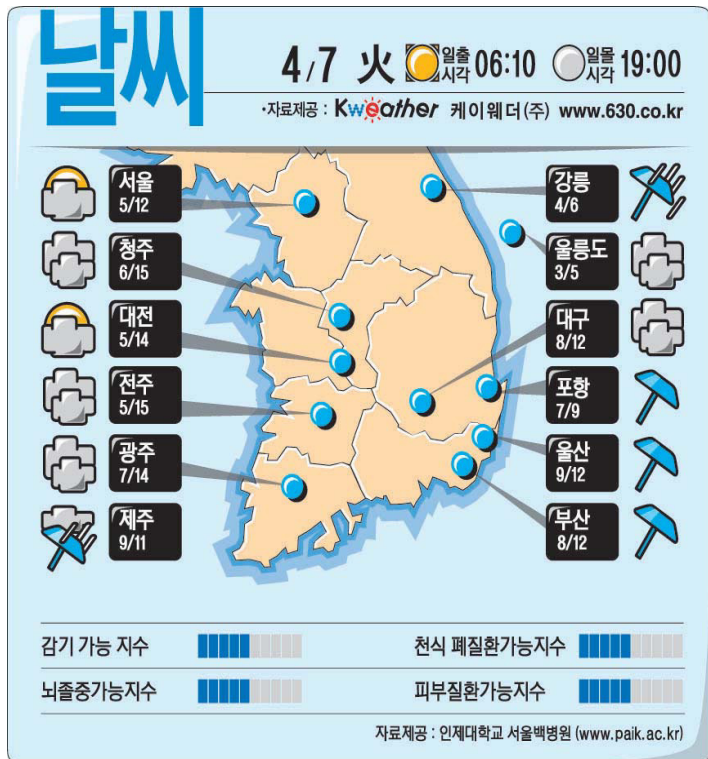 날씨
4/7 火 일출시각 06:10 일몰시각 19:00
•자료제공 : Kweather 케이웨더(주) www.630.co.kr
서울
5/12
청주
6/15
대전
5/14
전주
5/15
광주
7/14
제주
9/11
강릉
4/6
울릉도
3/5
대구
8/12
포항
7/9
울산
9/12
부산
8/12
감기 가능 지수
천식 폐질환가능지수
뇌졸중가능지수
피부질환가능지수
자료제공 : 인제대학교 서울백병원 (www.paik.ac.kr)